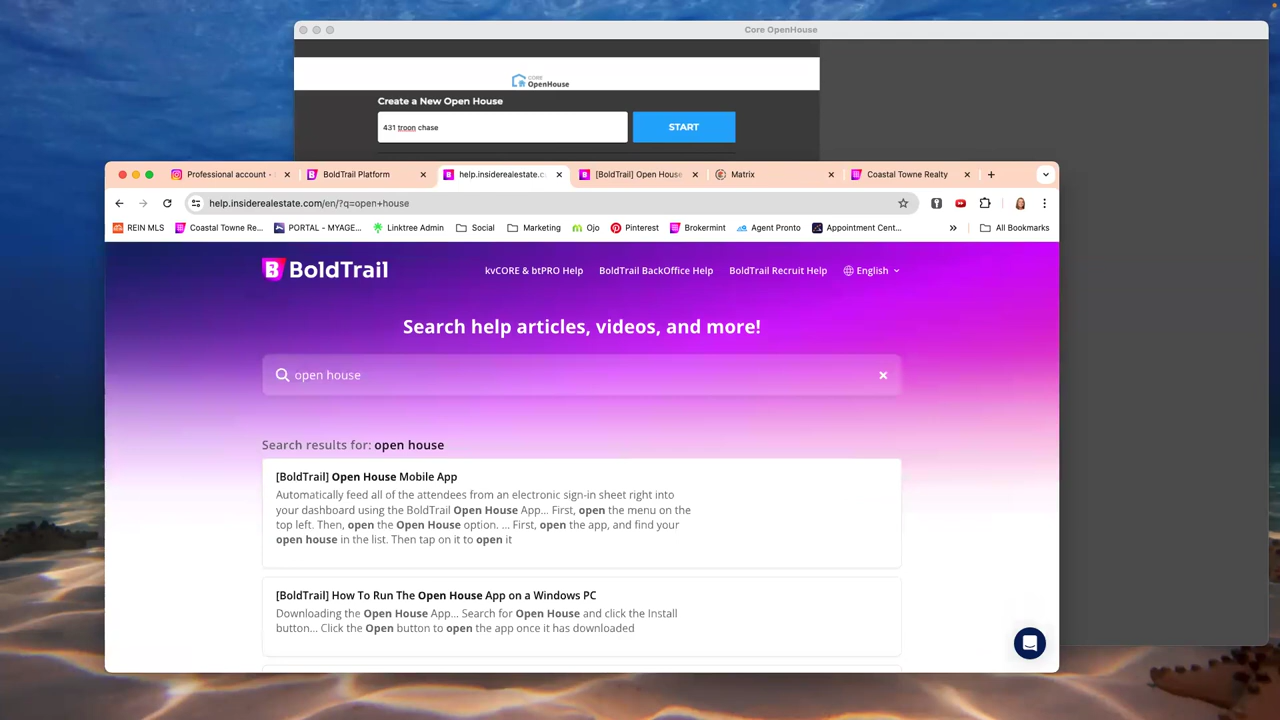 Core OpenHouse
CORE
OpenHouse
Create a New Open House
431 troon chase
START
Professional account -
BoldTrail Platform
help.insiderealestate.c
[BoldTrail] Open House
Matrix
Coastal Towne Realty
help.insiderealestate.com/en/?q=open+house
REIN MLS
Coastal Towne Re...
PORTAL - MYAGE...
Linktree Admin
Social
Marketing
Ojo
Pinterest
Brokermint
Agent Pronto
Appointment Cent...
All Bookmarks
BoldTrail
kvCORE & btPRO Help
BoldTrail BackOffice Help
BoldTrail Recruit Help
English
Search help articles, videos, and more!
open house
Search results for: open house
[BoldTrail] Open House Mobile App
Automatically feed all of the attendees from an electronic sign-in sheet right into
your dashboard using the BoldTrail Open House App... First, open the menu on the
top left. Then, open the Open House option. ... First, open the app, and find your
open house in the list. Then tap on it to open it
[BoldTrail] How To Run The Open House App on a Windows PC
Downloading the Open House App... Search for Open House and click the Install
button... Click the Open button to open the app once it has downloaded